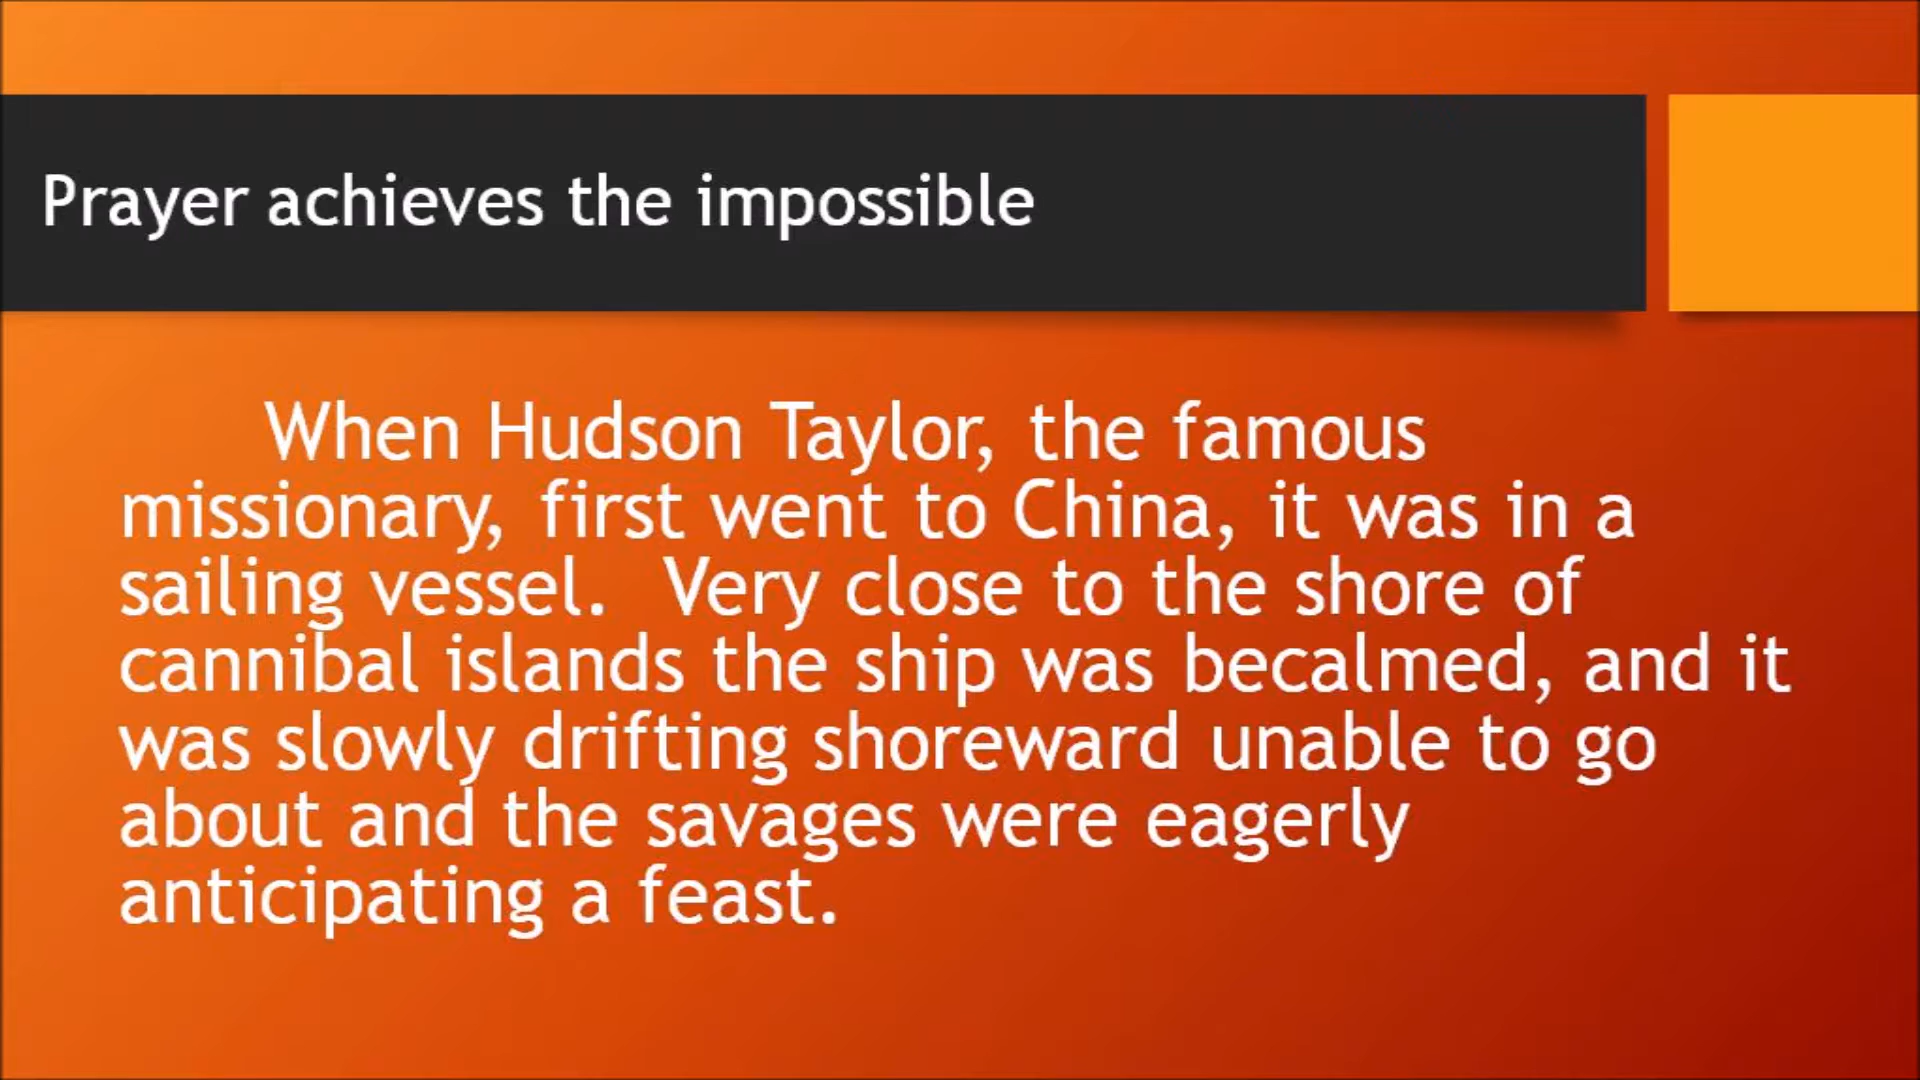 Prayer achieves the impossible
When Hudson Taylor, the famous
missionary, first went to China, it was in a
sailing vessel.  Very close to the shore of
cannibal islands the ship was becalmed, and it
was slowly drifting shoreward unable to go
about and the savages were eagerly
anticipating a feast.